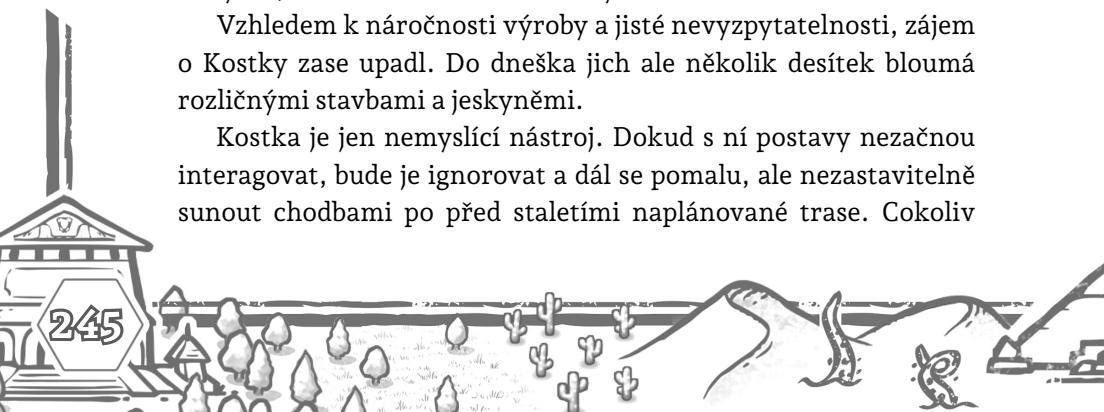 Vzhledem k náročnosti výroby a jisté nevyzpytatelnosti, zájem
o Kostky zase upadl. Do dneška jich ale několik desítek bloumá
rozličnými stavbami a jeskyněmi.
Kostka je jen nemyslící nástroj. Dokud s ní postavy nezačnou
interagovat, bude je ignorovat a dál se pomalu, ale nezastavitelně
sunout chodbami po před staletími naplánované trase. Cokoliv
245